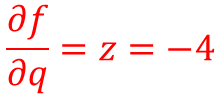 ∂f/∂q = z = −4